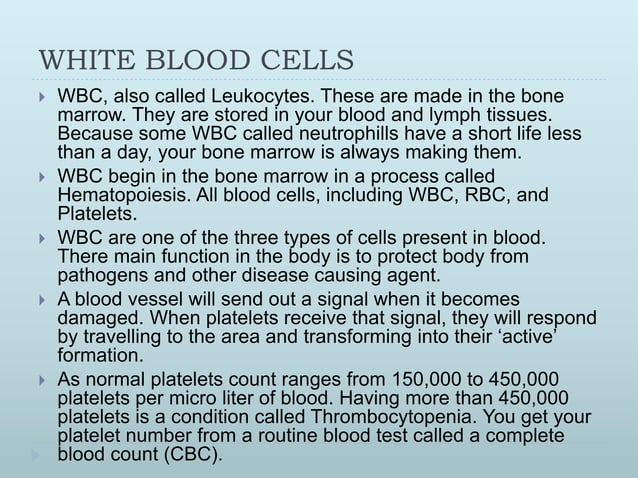 WHITE BLOOD CELLS
WBC, also called Leukocytes. These are made in the bone
marrow. They are stored in your blood and lymph tissues.
Because some WBC called neutrophills have a short life less
than a day, your bone marrow is always making them.
WBC begin in the bone marrow in a process called
Hematopoiesis. All blood cells, including WBC, RBC, and
Platelets.
WBC are one of the three types of cells present in blood.
There main function in the body is to protect body from
pathogens and other disease causing agent.
A blood vessel will send out a signal when it becomes
damaged. When platelets receive that signal, they will respond
by travelling to the area and transforming into their ‘active’
formation.
As normal platelets count ranges from 150,000 to 450,000
platelets per micro liter of blood. Having more than 450,000
platelets is a condition called Thrombocytopenia. You get your
platelet number from a routine blood test called a complete
blood count (CBC).